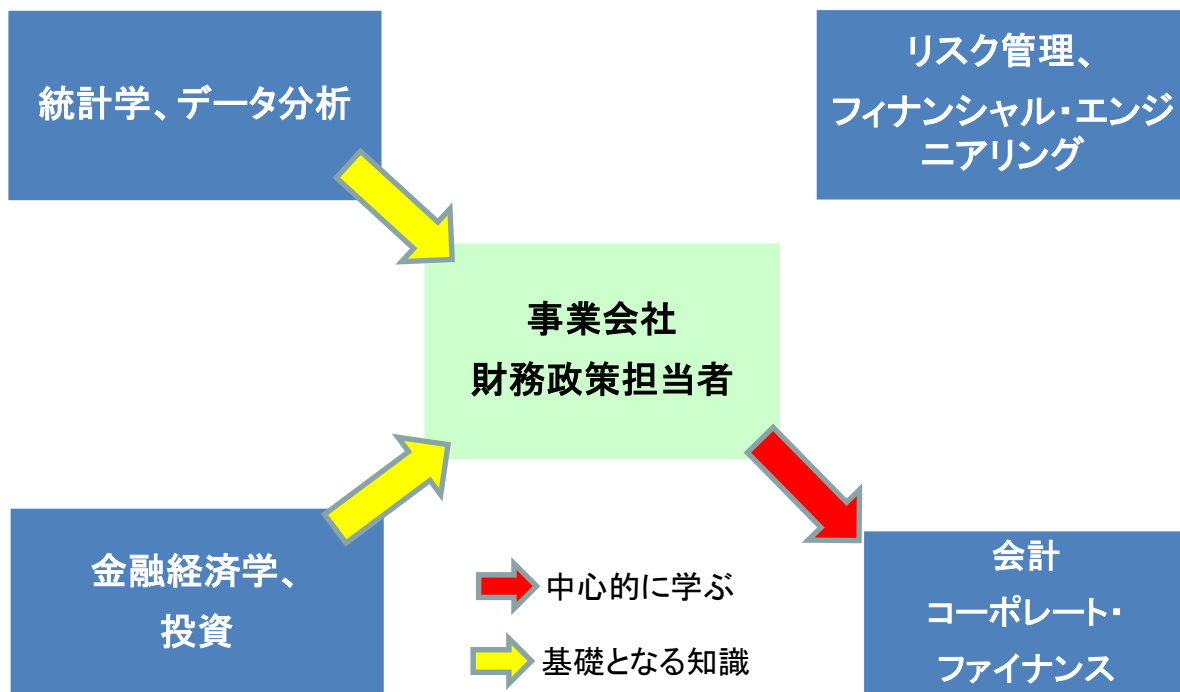 統計学、データ分析
リスク管理、
フィナンシャル・エンジ
ニアリング
事業会社
財務政策担当者
金融経済学、
投資
会計
コーポレート・
ファイナンス
中心的に学ぶ
基礎となる知識